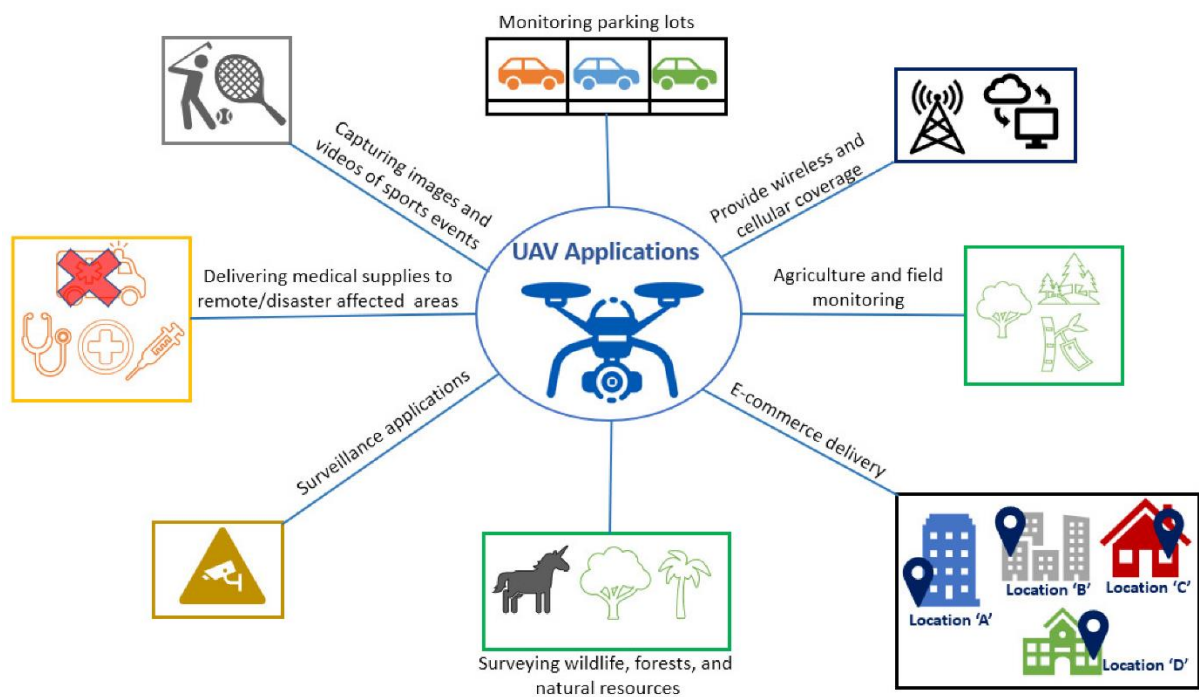 Monitoring parking lots
Capturing images and
videos of sports events
Provide wireless and
cellular coverage
UAV Applications
Delivering medical supplies to
remote/disaster affected areas
Agriculture and field
monitoring
Surveillance applications
E-commerce delivery
Surveying wildlife, forests, and
natural resources
Location ‘A’
Location ‘B’
Location ‘C’
Location ‘D’